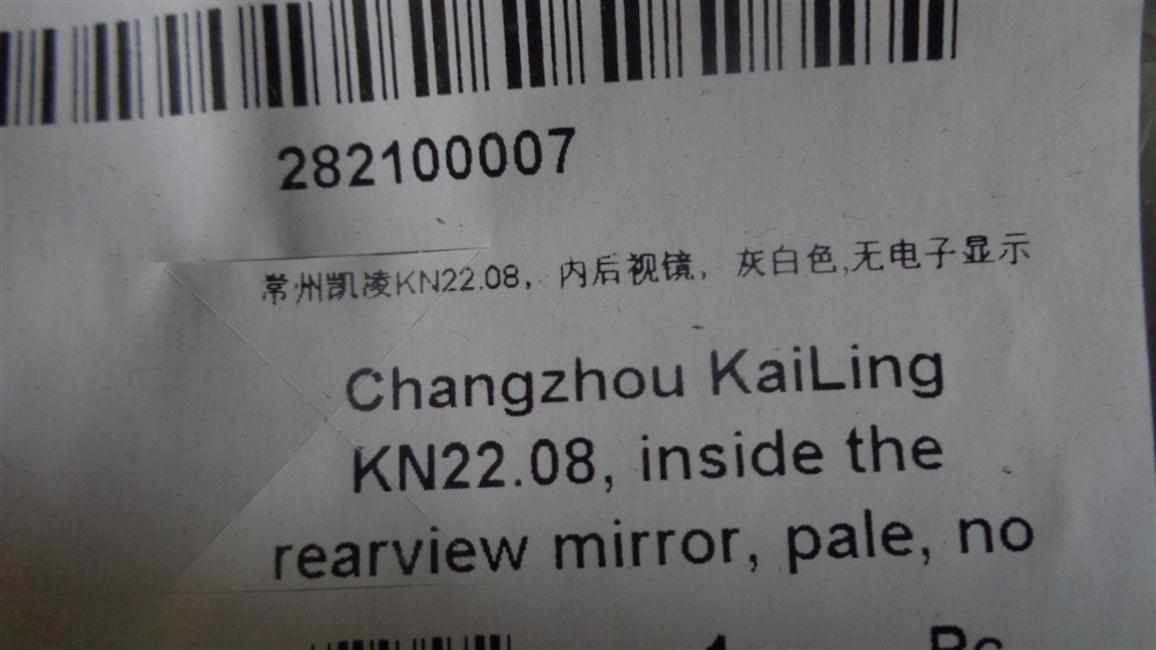 282100007
常州凯凌KN22.08，内后视镜，灰白色,无电子显示
Changzhou KaiLing
KN22.08, inside the
rearview mirror, pale, no